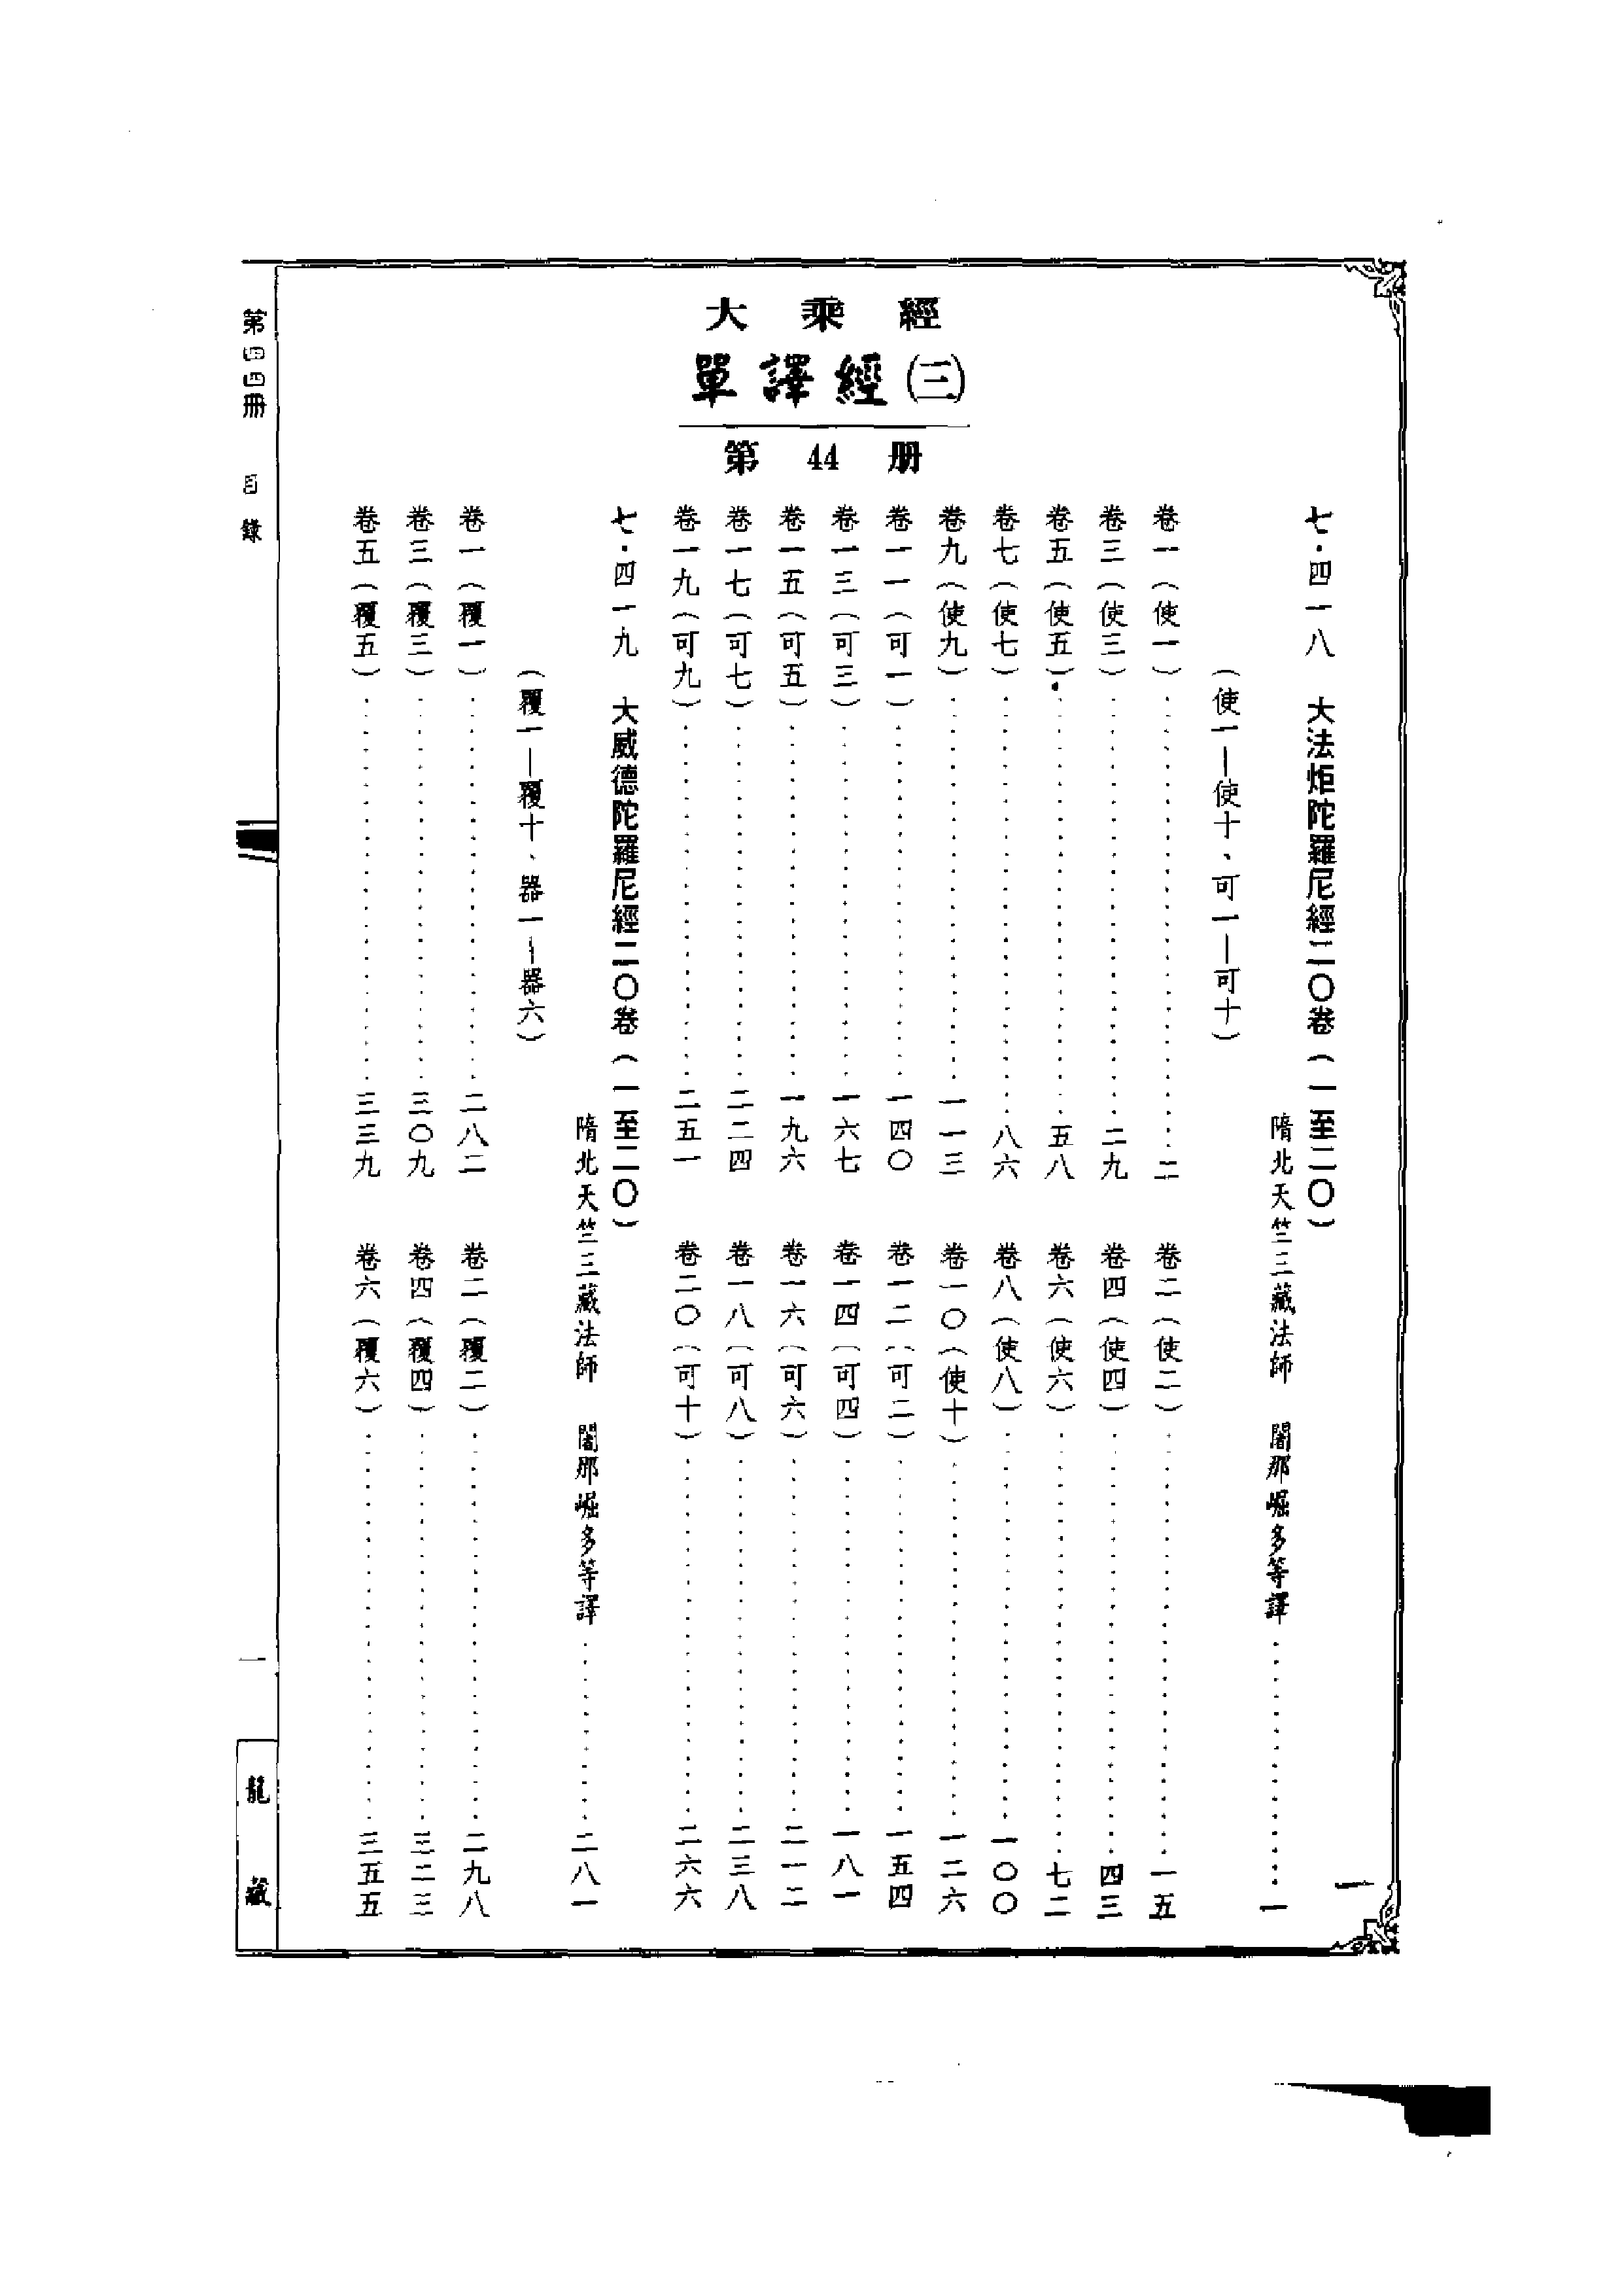 大乘經
單譯經(三)
第44册
七·四一八 大法炬陀羅尼經二〇卷(一至二〇)
隋北天竺三藏法師 闍那崛多等譯……一
(使一—使十、可一—可十)
卷一(使一)……二 卷二(使二)……一五
卷三(使三)……二九 卷四(使四)……四三
卷五(使五)……五八 卷六(使六)……七二
卷七(使七)……八六 卷八(使八)……一〇〇
卷九(使九)……一一三 卷一〇(使十)……一二六
卷一一(可一)……一四〇 卷一二(可二)……一五四
卷一三(可三)……一六七 卷一四(可四)……一八一
卷一五(可五)……一九六 卷一六(可六)……二一二
卷一七(可七)……二二四 卷一八(可八)……二三八
卷一九(可九)……二五一 卷二〇(可十)……二六六
七·四一九 大威德陀羅尼經二〇卷(一至二〇)
隋北天竺三藏法師 闍那崛多等譯……二八一
(覆一—覆十、器一—器六)
卷一(覆一)……二八二 卷二(覆二)……二九八
卷三(覆三)……三〇九 卷四(覆四)……三二三
卷五(覆五)……三三九 卷六(覆六)……三五五
第四四冊 目錄
一
龍藏
一